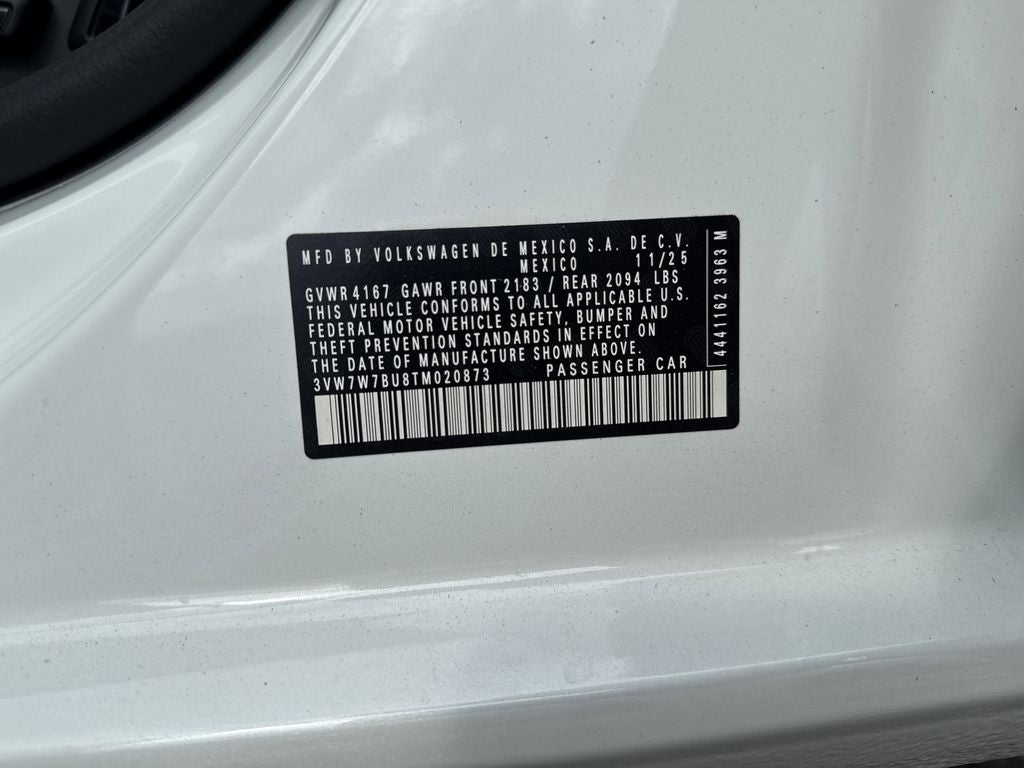 MFD BY VOLKSWAGEN DE MEXICO S.A. DE C.V.
MEXICO 11/25
GVWR 4167 GAWR FRONT 2183 / REAR 2094 LBS
THIS VEHICLE CONFORMS TO ALL APPLICABLE U.S.
FEDERAL MOTOR VEHICLE SAFETY, BUMPER AND
THEFT PREVENTION STANDARDS IN EFFECT ON
THE DATE OF MANUFACTURE SHOWN ABOVE.
3VW7W7BU8TM020873 PASSENGER CAR
4441162 3963 M